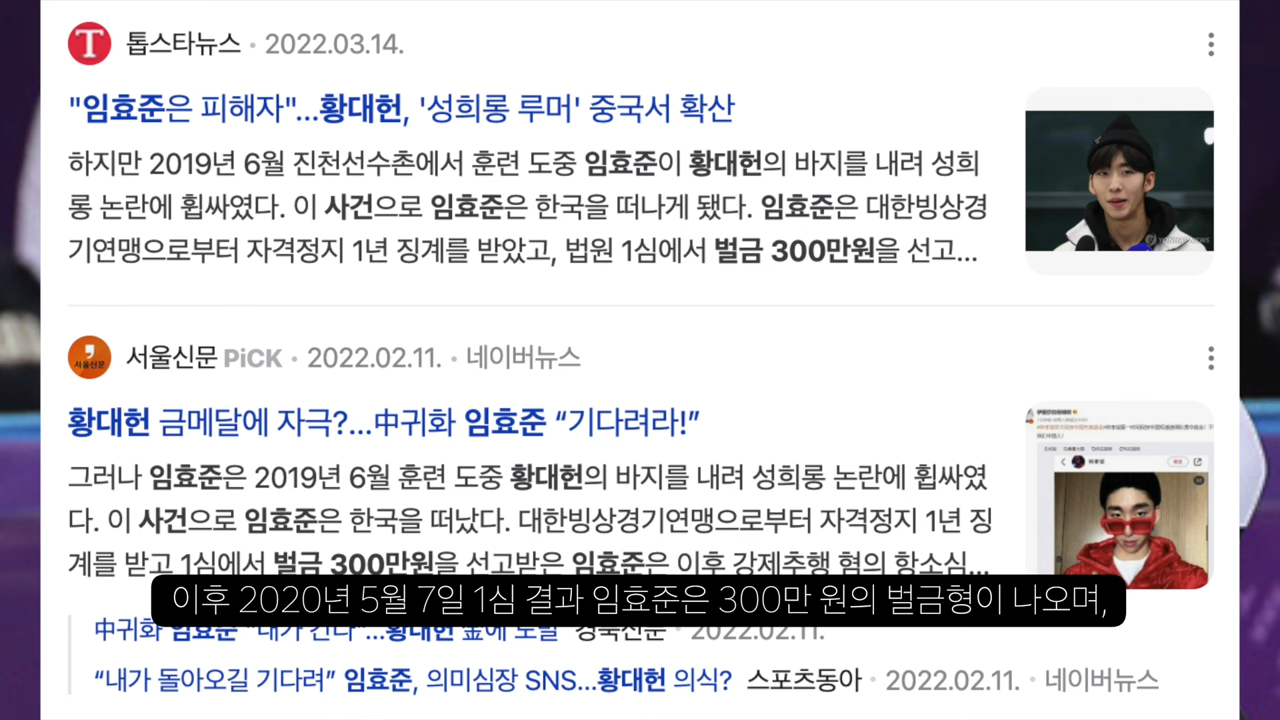 톱스타뉴스 · 2022.03.14.
"임효준은 피해자"...황대헌, '성희롱 루머' 중국서 확산
하지만 2019년 6월 진천선수촌에서 훈련 도중 임효준이 황대헌의 바지를 내려 성희
롱 논란에 휩싸였다. 이 사건으로 임효준은 한국을 떠나게 됐다. 임효준은 대한빙상경
기연맹으로부터 자격정지 1년 징계를 받았고, 법원 1심에서 벌금 300만원을 선고...
서울신문
서울신문 PiCK · 2022.02.11. · 네이버뉴스
황대헌 금메달에 자극?...中귀화 임효준 “기다려라!”
그러나 임효준은 2019년 6월 훈련 도중 황대헌의 바지를 내려 성희롱 논란에 휩싸였
다. 이 사건으로 임효준은 한국을 떠났다. 대한빙상경기연맹으로부터 자격정지 1년 징
계를 받고 1심에서 벌금 300만원을 선고받은 임효준은 이후 강제추행 혐의 항소심...
이후 2020년 5월 7일 1심 결과 임효준은 300만 원의 벌금형이 나오며,
中귀화 임효준 "내가 간다"...황대헌 金에 도발 경북신문 · 2022.02.11.
“내가 돌아오길 기다려” 임효준, 의미심장 SNS...황대헌 의식? 스포츠동아 · 2022.02.11. · 네이버뉴스